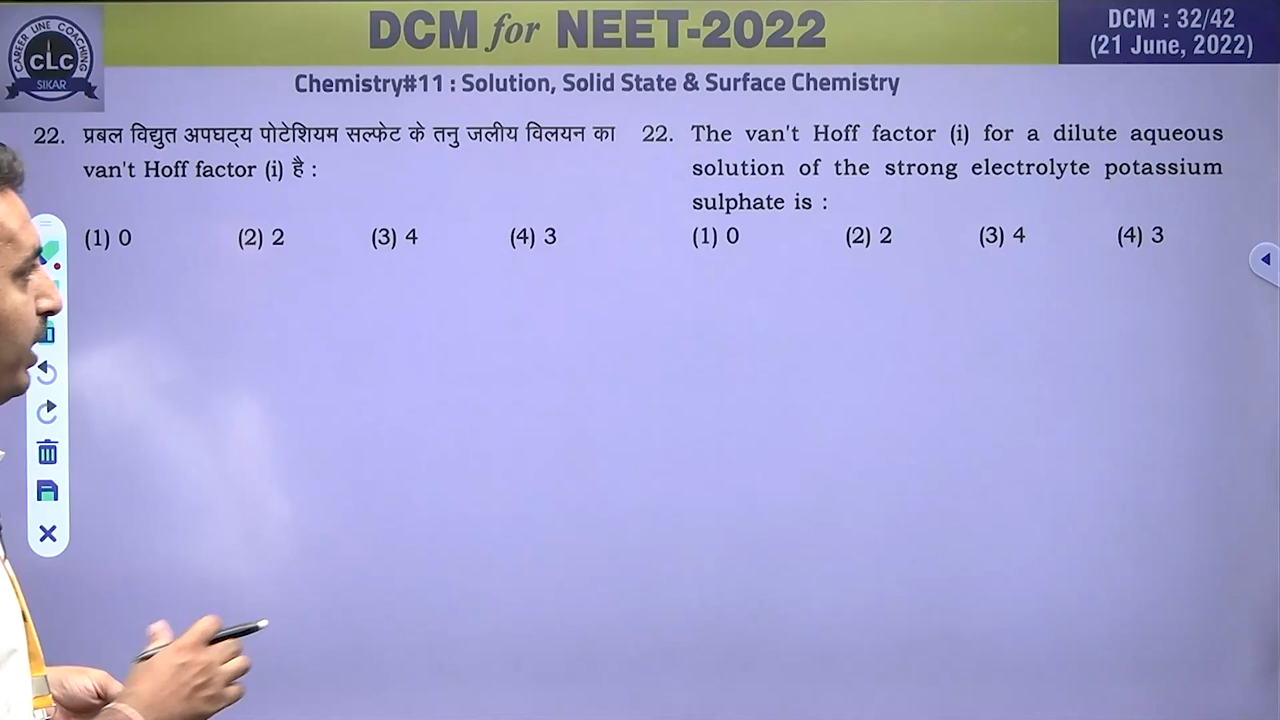 DCM for NEET-2022
DCM : 32/42
(21 June, 2022)
CAREER LINE COACHING
CLC
SIKAR
Chemistry#11 : Solution, Solid State & Surface Chemistry
22. प्रबल विद्युत अपघट्य पोटेशियम सल्फेट के तनु जलीय विलयन का
van't Hoff factor (i) है :
(1) 0 (2) 2 (3) 4 (4) 3
22. The van't Hoff factor (i) for a dilute aqueous
solution of the strong electrolyte potassium
sulphate is :
(1) 0 (2) 2 (3) 4 (4) 3